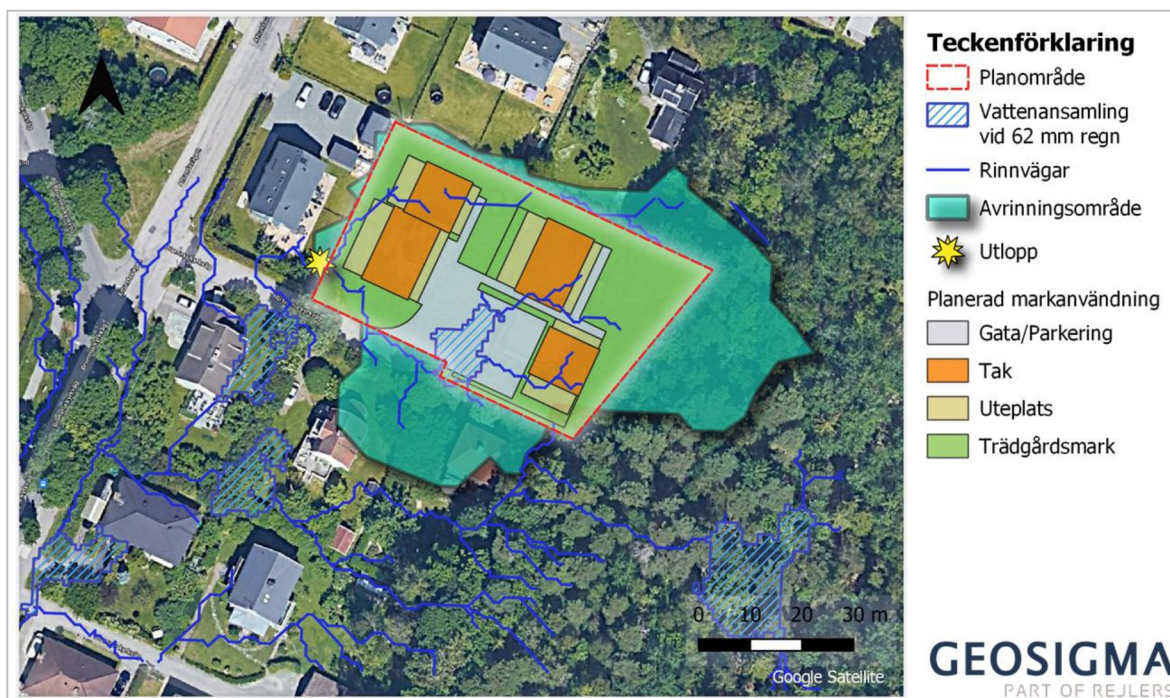 Teckenförklaring
Planområde
Vattenansamling
vid 62 mm regn
Rinnvägar
Avrinningsområde
Utlopp
Planerad markanvändning
Gata/Parkering
Tak
Uteplats
Trädgårdsmark
0 10 20 30 m
Google Satellite
GEOSIGMA
PART OF REJLERS